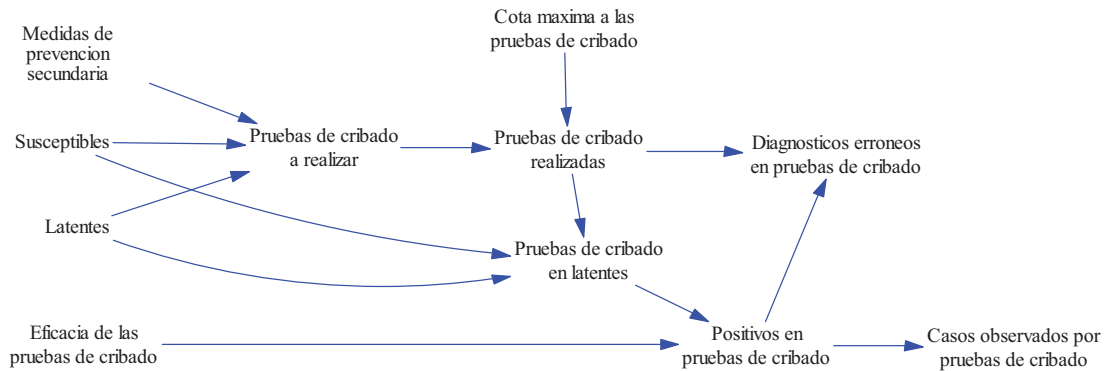 Medidas de
prevencion
secundaria
Cota maxima a las
pruebas de cribado
Susceptibles
Pruebas de cribado
a realizar
Pruebas de cribado
realizadas
Diagnosticos erroneos
en pruebas de cribado
Latentes
Pruebas de cribado
en latentes
Eficacia de las
pruebas de cribado
Positivos en
pruebas de cribado
Casos observados por
pruebas de cribado